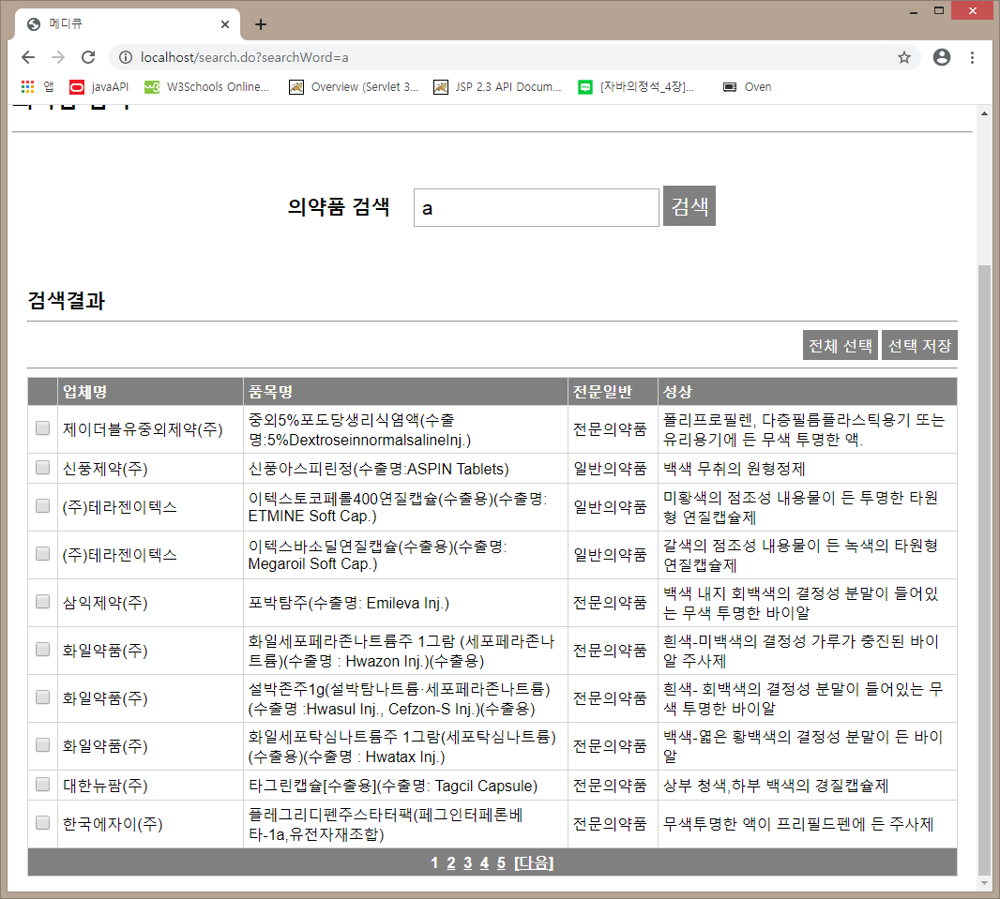 메디큐
localhost/search.do?searchWord=a
앱 javaAPI W3Schools Online... Overview (Servlet 3... JSP 2.3 API Docum... [자바의정석_4장]... Oven
의약품 검색 a 검색
검색결과
전체 선택 선택 저장
업체명 품목명 전문일반 성상
제이더블유중외제약(주) 중외5%포도당생리식염액(수출명:5%DextroseinnormalsalineInj.) 전문의약품 폴리프로필렌, 다층필름플라스틱용기 또는 유리용기에 든 무색 투명한 액.
신풍제약(주) 신풍아스피린정(수출명:ASPIN Tablets) 일반의약품 백색 무취의 원형정제
(주)테라젠이텍스 이텍스토코페롤400연질캡슐(수출용)(수출명: ETMINE Soft Cap.) 일반의약품 미황색의 점조성 내용물이 든 투명한 타원형 연질캡슐제
(주)테라젠이텍스 이텍스바소딜연질캡슐(수출용)(수출명: Megaroil Soft Cap.) 일반의약품 갈색의 점조성 내용물이 든 녹색의 타원형 연질캡슐제
삼익제약(주) 포박탐주(수출명: Emileva Inj.) 전문의약품 백색 내지 회백색의 결정성 분말이 들어있는 무색 투명한 바이알
화일약품(주) 화일세포페라존나트륨주 1그람 (세포페라존나트륨)(수출명 : Hwazon Inj.)(수출용) 전문의약품 흰색-미백색의 결정성 가루가 충진된 바이알 주사제
화일약품(주) 설박존주1g(설박탐나트륨·세포페라존나트륨)(수출명 :Hwasul Inj., Cefzon-S Inj.)(수출용) 전문의약품 흰색- 회백색의 결정성 분말이 들어있는 무색 투명한 바이알
화일약품(주) 화일세포탁심나트륨주 1그람(세포탁심나트륨)(수출용)(수출명 : Hwatax Inj.) 전문의약품 백색-엷은 황백색의 결정성 분말이 든 바이알
대한뉴팜(주) 타그린캡슐[수출용](수출명: Tagcil Capsule) 전문의약품 상부 청색,하부 백색의 경질캡슐제
한국에자이(주) 플레그리디펜주스타터팩(페그인터페론베타-1a,유전자재조합) 전문의약품 무색투명한 액이 프리필드펜에 든 주사제
1 2 3 4 5 [다음]